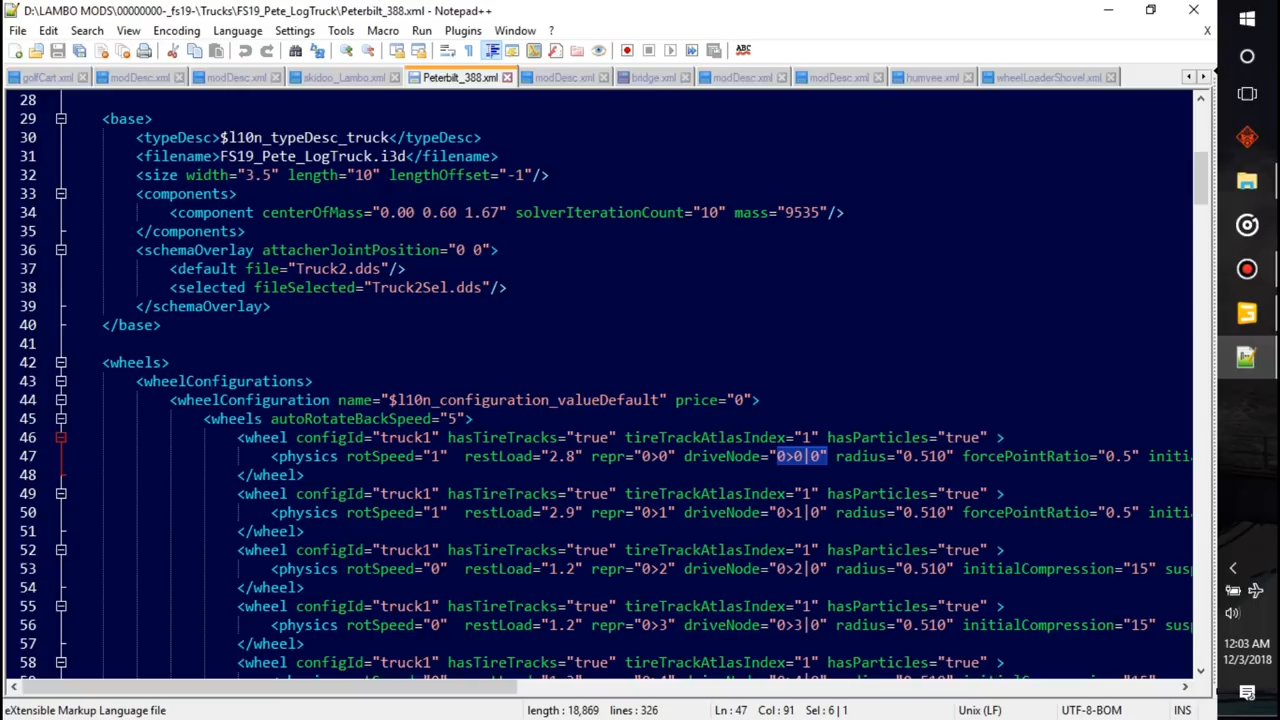 D:\LAMBO MODS\00000000-_fs19-\Trucks\FS19_Pete_LogTruck\Peterbilt_388.xml - Notepad++
File Edit Search View Encoding Language Settings Tools Macro Run Plugins Window ? X
golfCart.xml modDesc.xml modDesc.xml skidoo_Lambo.xml Peterbilt_388.xml modDesc.xml bridge.xml modDesc.xml modDesc.xml humvee.xml wheelLoaderShovel.xml
28
29 <base>
30 <typeDesc>$l10n_typeDesc_truck</typeDesc>
31 <filename>FS19_Pete_LogTruck.i3d</filename>
32 <size width="3.5" length="10" lengthOffset="-1"/>
33 <components>
34 <component centerOfMass="0.00 0.60 1.67" solverIterationCount="10" mass="9535"/>
35 </components>
36 <schemaOverlay attacherJointPosition="0 0">
37 <default file="Truck2.dds"/>
38 <selected fileSelected="Truck2Sel.dds"/>
39 </schemaOverlay>
40 </base>
41
42 <wheels>
43 <wheelConfigurations>
44 <wheelConfiguration name="$l10n_configuration_valueDefault" price="0">
45 <wheels autoRotateBackSpeed="5">
46 <wheel configId="truck1" hasTireTracks="true" tireTrackAtlasIndex="1" hasParticles="true" >
47 <physics rotSpeed="1" restLoad="2.8" repr="0>0" driveNode="0>0|0" radius="0.510" forcePointRatio="0.5" initi
48 </wheel>
49 <wheel configId="truck1" hasTireTracks="true" tireTrackAtlasIndex="1" hasParticles="true" >
50 <physics rotSpeed="1" restLoad="2.9" repr="0>1" driveNode="0>1|0" radius="0.510" forcePointRatio="0.5" initi
51 </wheel>
52 <wheel configId="truck1" hasTireTracks="true" tireTrackAtlasIndex="1" hasParticles="true" >
53 <physics rotSpeed="0" restLoad="1.2" repr="0>2" driveNode="0>2|0" radius="0.510" initialCompression="15" sus
54 </wheel>
55 <wheel configId="truck1" hasTireTracks="true" tireTrackAtlasIndex="1" hasParticles="true" >
56 <physics rotSpeed="0" restLoad="1.2" repr="0>3" driveNode="0>3|0" radius="0.510" initialCompression="15" sus
57 </wheel>
58 <wheel configId="truck1" hasTireTracks="true" tireTrackAtlasIndex="1" hasParticles="true" >
eXtensible Markup Language file length : 18,869 lines : 326 Ln : 47 Col : 91 Sel : 6 | 1 Unix (LF) UTF-8-BOM INS
12:03 AM
12/3/2018